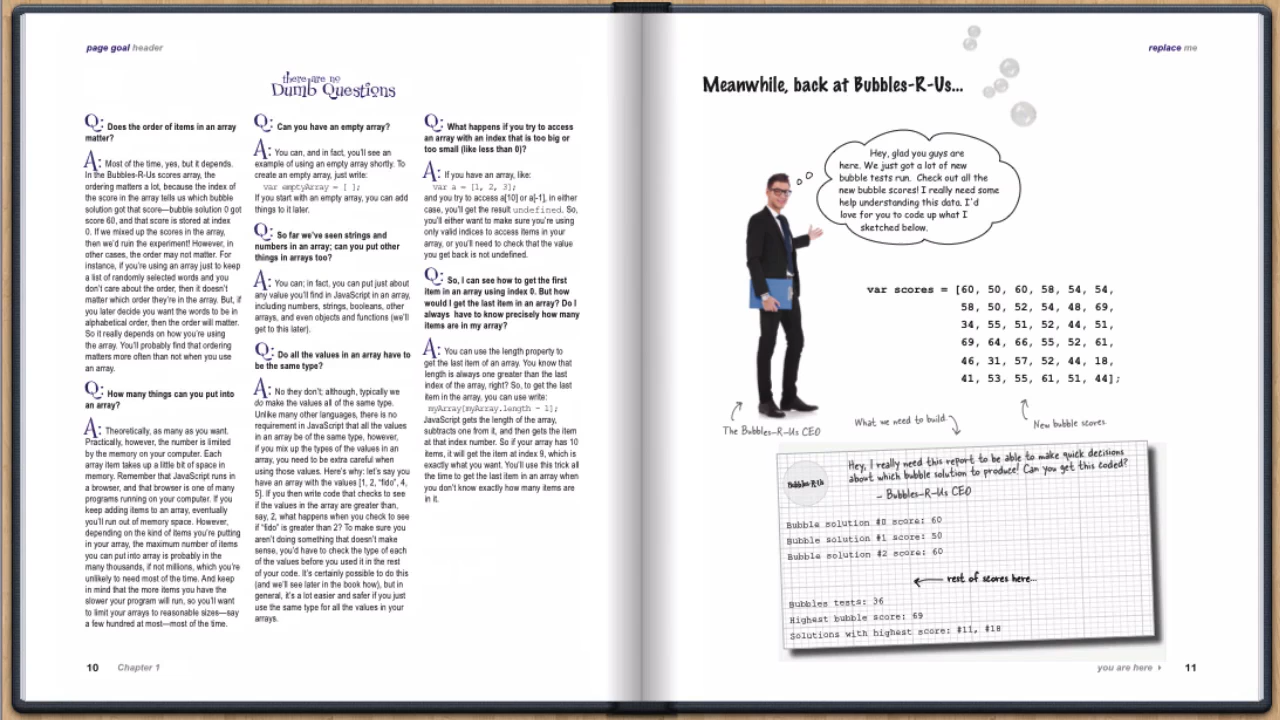 page goal header
there are no
Dumb Questions
Q: Does the order of items in an array
matter?
A: Most of the time, yes, but it depends.
In the Bubbles-R-Us scores array, the
ordering matters a lot, because the index of
the score in the array tells us which bubble
solution got that score—bubble solution 0 got
score 60, and that score is stored at index
0. If we mixed up the scores in the array,
then we'd ruin the experiment! However, in
other cases, the order may not matter. For
instance, if you're using an array just to keep
a list of randomly selected words and you
don't care about the order, then it doesn't
matter which order they're in the array. But, if
you later decide you want the words to be in
alphabetical order, then the order will matter.
So it really depends on how you're using
the array. You'll probably find that ordering
matters more often than not when you use
an array.
Q: How many things can you put into
an array?
A: Theoretically, as many as you want.
Practically, however, the number is limited
by the memory on your computer. Each
array item takes up a little bit of space in
memory. Remember that JavaScript runs in
a browser, and that browser is one of many
programs running on your computer. If you
keep adding items to an array, eventually
you'll run out of memory space. However,
depending on the kind of items you're putting
in your array, the maximum number of items
you can put into array is probably in the
many thousands, if not millions, which you're
unlikely to need most of the time. And keep
in mind that the more items you have the
slower your program will run, so you'll want
to limit your arrays to reasonable sizes—say
a few hundred at most—most of the time.
Q: Can you have an empty array?
A: You can, and in fact, you'll see an
example of using an empty array shortly. To
create an empty array, just write:
var emptyArray = [ ];
If you start with an empty array, you can add
things to it later.
Q: So far we've seen strings and
numbers in an array; can you put other
things in arrays too?
A: You can; in fact, you can put just about
any value you'll find in JavaScript in an array,
including numbers, strings, booleans, other
arrays, and even objects and functions (we'll
get to this later).
Q: Do all the values in an array have to
be the same type?
A: No they don't; although, typically we
do make the values all of the same type.
Unlike many other languages, there is no
requirement in JavaScript that all the values
in an array be of the same type, however,
if you mix up the types of the values in an
array, you need to be extra careful when
using those values. Here's why: let's say you
have an array with the values [1, 2, "fido", 4,
5]. If you then write code that checks to see
if the values in the array are greater than,
say, 2, what happens when you check to see
if "fido" is greater than 2? To make sure you
aren't doing something that doesn't make
sense, you'd have to check the type of each
of the values before you used it in the rest
of your code. It's certainly possible to do this
(and we'll see later in the book how), but in
general, it's a lot easier and safer if you just
use the same type for all the values in your
arrays.
Q: What happens if you try to access
an array with an index that is too big or
too small (like less than 0)?
A: If you have an array, like:
var a = [1, 2, 3];
and you try to access a[10] or a[-1], in either
case, you'll get the result undefined. So,
you'll either want to make sure you're using
only valid indices to access items in your
array, or you'll need to check that the value
you get back is not undefined.
Q: So, I can see how to get the first
item in an array using index 0. But how
would I get the last item in an array? Do I
always have to know precisely how many
items are in my array?
A: You can use the length property to
get the last item of an array. You know that
length is always one greater than the last
index of the array, right? So, to get the last
item in the array, you can use write:
myArray[myArray.length - 1];
JavaScript gets the length of the array,
subtracts one from it, and then gets the item
at that index number. So if your array has 10
items, it will get the item at index 9, which is
exactly what you want. You'll use this trick all
the time to get the last item in an array when
you don't know exactly how many items are
in it.
10 Chapter 1
replace me
Meanwhile, back at Bubbles-R-Us...
Hey, glad you guys are
here. We just got a lot of new
bubble tests run. Check out all the
new bubble scores! I really need some
help understanding this data. I'd
love for you to code up what I
sketched below.
var scores = [60, 50, 60, 58, 54, 54,
58, 50, 52, 54, 48, 69,
34, 55, 51, 52, 44, 51,
69, 64, 66, 55, 52, 61,
46, 31, 57, 52, 44, 18,
41, 53, 55, 61, 51, 44];
The Bubbles-R-Us CEO
What we need to build.
New bubble scores.
Bubbles-R-Us
Hey, I really need this report to be able to make quick decisions
about which bubble solution to produce! Can you get this coded?
– Bubbles-R-Us CEO
Bubble solution #0 score: 60
Bubble solution #1 score: 50
Bubble solution #2 score: 60
rest of scores here...
Bubbles tests: 36
Highest bubble score: 69
Solutions with highest score: #11, #18
you are here 11